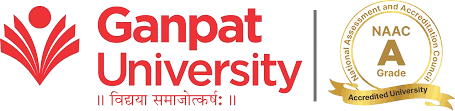 Ganpat
University
॥ विद्यया समाजोत्कर्षः ॥
National Assessment and Accreditation Council
NAAC
A
Grade
Accredited University